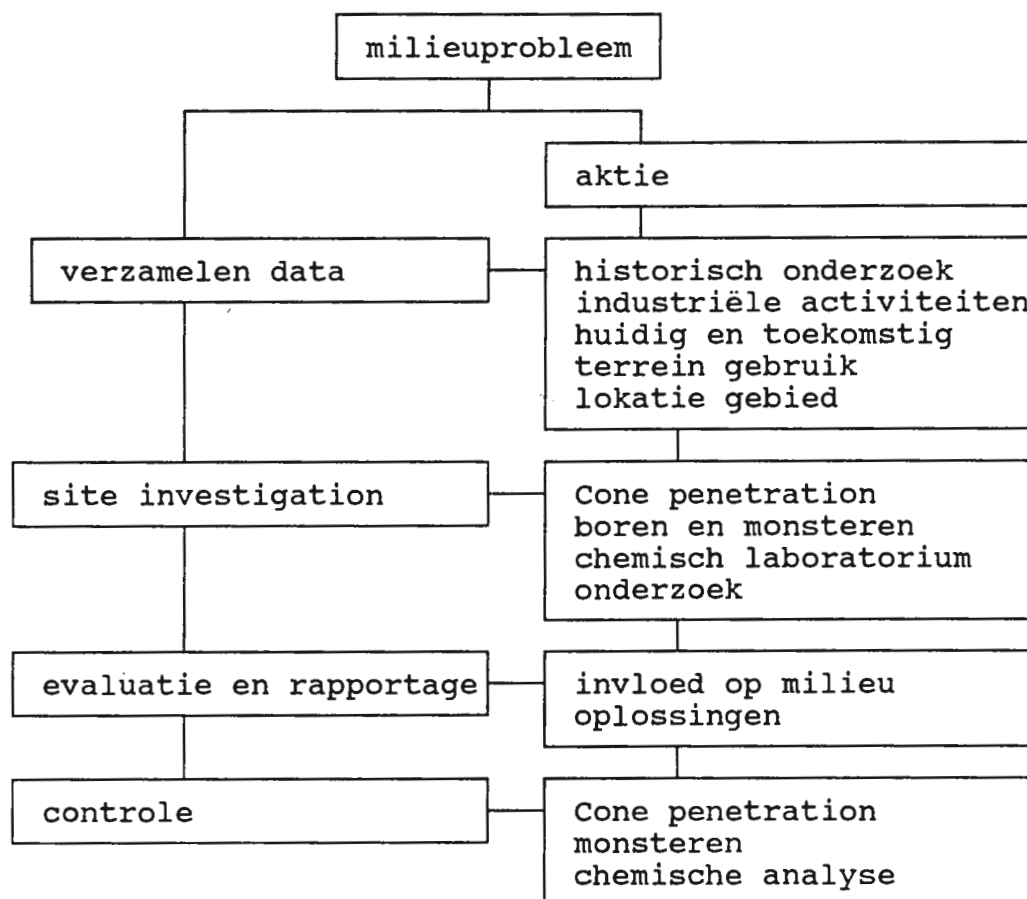 milieuprobleem
aktie
verzamelen data
historisch onderzoek
industriële activiteiten
huidig en toekomstig
terrein gebruik
lokatie gebied
site investigation
Cone penetration
boren en monsteren
chemisch laboratorium
onderzoek
evaluatie en rapportage
invloed op milieu
oplossingen
controle
Cone penetration
monsteren
chemische analyse